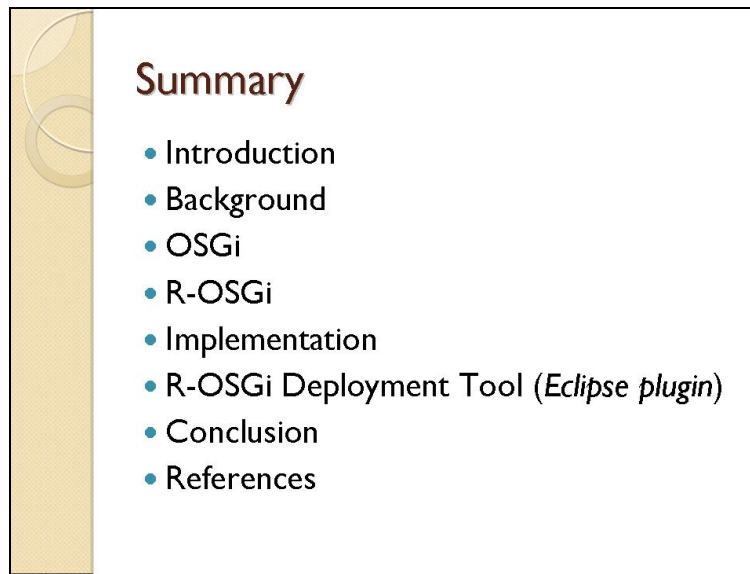 Summary
• Introduction
• Background
• OSGi
• R-OSGi
• Implementation
• R-OSGi Deployment Tool (Eclipse plugin)
• Conclusion
• References